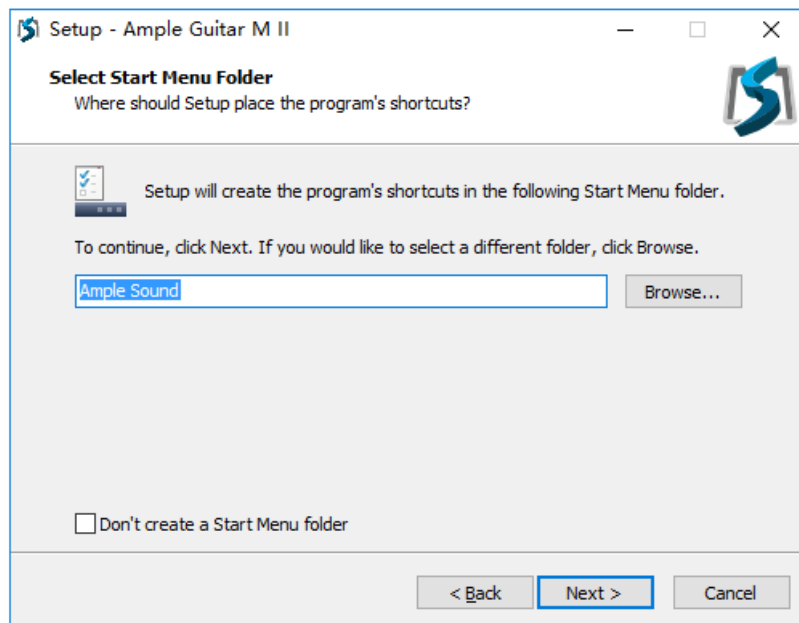 Setup - Ample Guitar M II
Select Start Menu Folder
Where should Setup place the program's shortcuts?
Setup will create the program's shortcuts in the following Start Menu folder.
To continue, click Next. If you would like to select a different folder, click Browse.
Ample Sound
Browse...
Don't create a Start Menu folder
< Back
Next >
Cancel